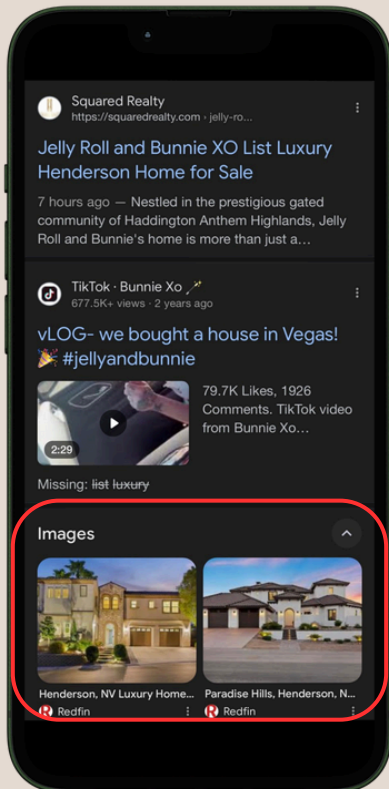 Squared Realty
https://squaredrealty.com › jelly-ro...
Jelly Roll and Bunnie XO List Luxury
Henderson Home for Sale
7 hours ago — Nestled in the prestigious gated
community of Haddington Anthem Highlands, Jelly
Roll and Bunnie's home is more than just a...
TikTok · Bunnie Xo 🪄
677.5K+ views · 2 years ago
vLOG- we bought a house in Vegas!
🎉 #jellyandbunnie
79.7K Likes, 1926
Comments. TikTok video
from Bunnie Xo...
2:29
Missing: list luxury
Images
Henderson, NV Luxury Home...
Paradise Hills, Henderson, N...
Redfin
Redfin